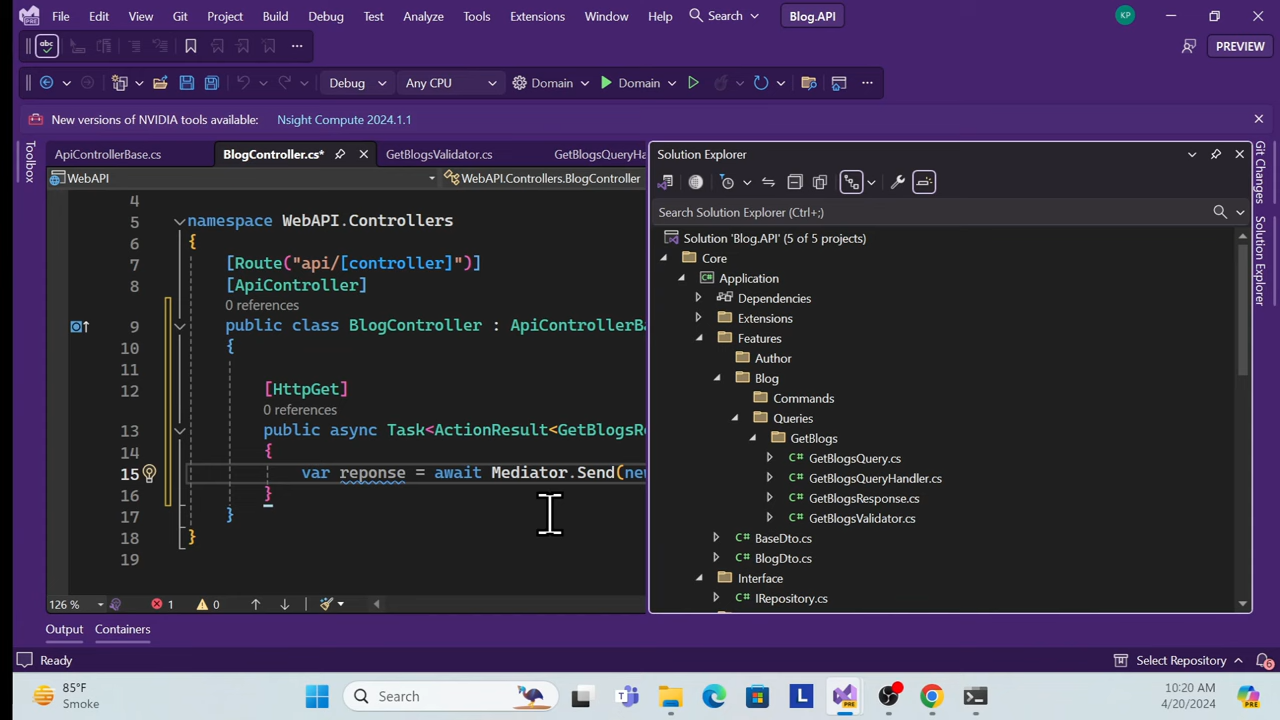 File Edit View Git Project Build Debug Test Analyze Tools Extensions Window Help Search Blog.API KP
abc PREVIEW
Debug Any CPU Domain Domain
New versions of NVIDIA tools available: Nsight Compute 2024.1.1
Toolbox
ApiControllerBase.cs BlogController.cs* GetBlogsValidator.cs GetBlogsQueryHa
WebAPI WebAPI.Controllers.BlogController
4
5 namespace WebAPI.Controllers
6 {
7 [Route("api/[controller]")]
8 [ApiController]
0 references
9 public class BlogController : ApiControllerBa
10 {
11
12 [HttpGet]
0 references
13 public async Task<ActionResult<GetBlogsRe
14 {
15 var reponse = await Mediator.Send(new
16 }
17 }
18 }
19
126 % 1 0
Solution Explorer
Search Solution Explorer (Ctrl+;)
Solution 'Blog.API' (5 of 5 projects)
Core
Application
Dependencies
Extensions
Features
Author
Blog
Commands
Queries
GetBlogs
C# GetBlogsQuery.cs
C# GetBlogsQueryHandler.cs
C# GetBlogsResponse.cs
C# GetBlogsValidator.cs
C# BaseDto.cs
C# BlogDto.cs
Interface
C# IRepository.cs
Git Changes
Solution Explorer
Output Containers
Ready Select Repository 6
85°F
Smoke
Search
PRE
L
10:20 AM
4/20/2024
PRE